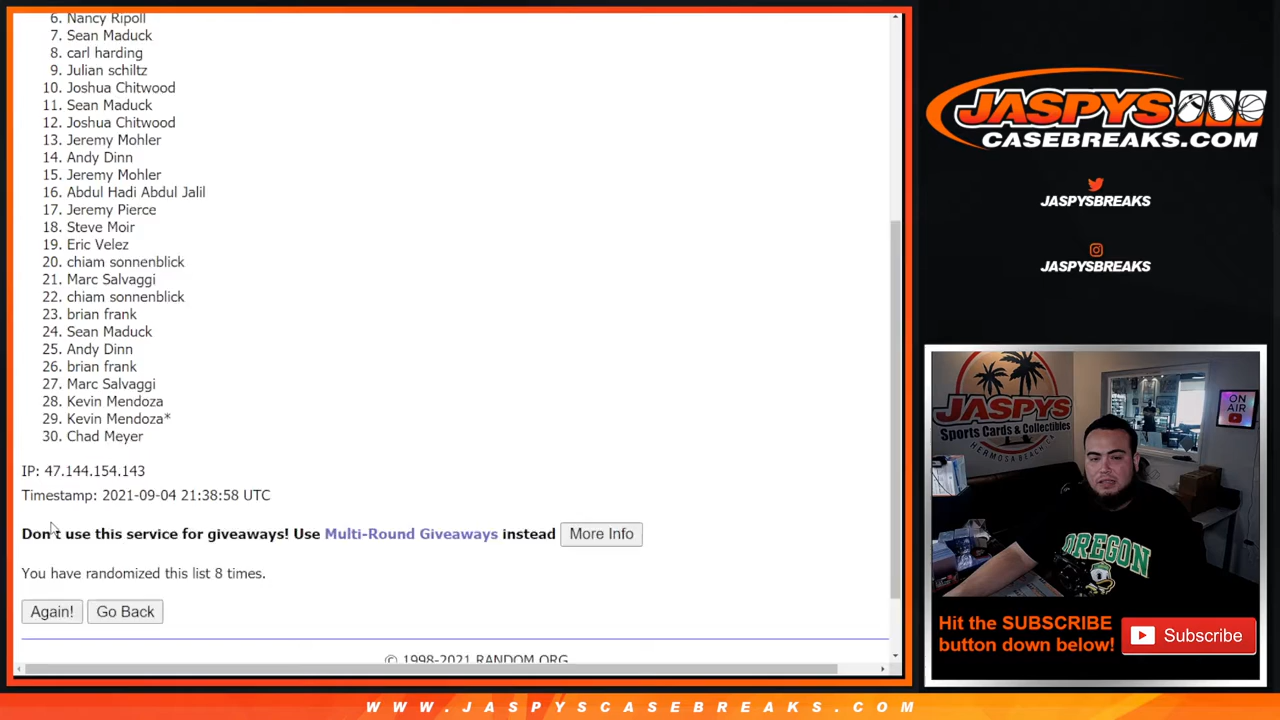 6. Nancy Ripoll
7. Sean Maduck
8. carl harding
9. Julian schiltz
10. Joshua Chitwood
11. Sean Maduck
12. Joshua Chitwood
13. Jeremy Mohler
14. Andy Dinn
15. Jeremy Mohler
16. Abdul Hadi Abdul Jalil
17. Jeremy Pierce
18. Steve Moir
19. Eric Velez
20. chiam sonnenblick
21. Marc Salvaggi
22. chiam sonnenblick
23. brian frank
24. Sean Maduck
25. Andy Dinn
26. brian frank
27. Marc Salvaggi
28. Kevin Mendoza
29. Kevin Mendoza*
30. Chad Meyer
IP: 47.144.154.143
Timestamp: 2021-09-04 21:38:58 UTC
Don't use this service for giveaways! Use Multi-Round Giveaways instead More Info
You have randomized this list 8 times.
Again! Go Back
© 1998-2021 RANDOM.ORG
JASPYS
CASEBREAKS.COM
JASPYSBREAKS
JASPYSBREAKS
JASPYS
Sports Cards & Collectibles
HERMOSA BEACH, CA
ON
AIR
OREGON
Hit the SUBSCRIBE
button down below!
Subscribe
WWW.JASPYSCASEBREAKS.COM